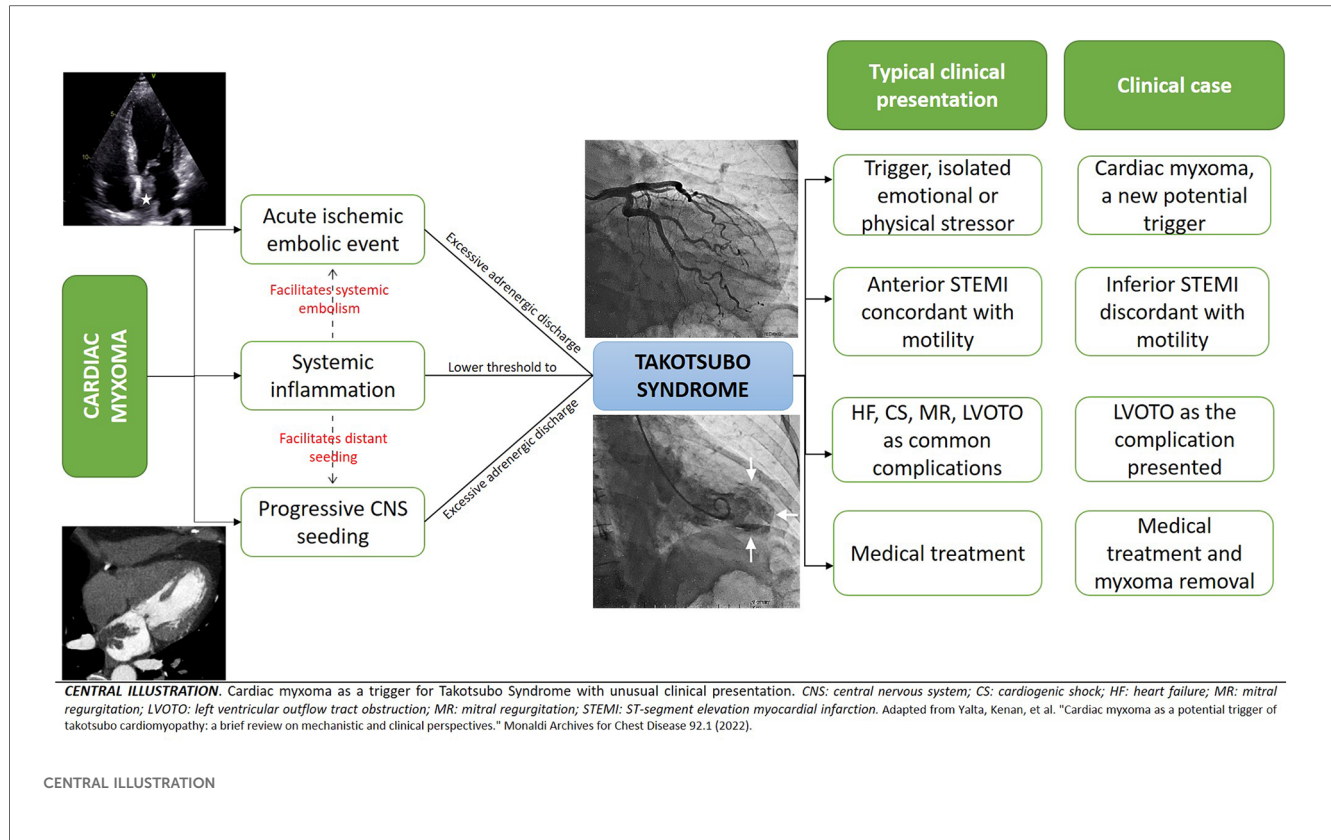 Typical clinical
presentation
Clinical case
V
5-
10-
CARDIAC
MYXOMA
Acute ischemic
embolic event
Facilitates systemic
embolism
Systemic
inflammation
Facilitates distant
seeding
Progressive CNS
seeding
Excessive adrenergic discharge
Lower threshold to
Excessive adrenergic discharge
TAKOTSUBO
SYNDROME
Trigger, isolated
emotional or
physical stressor
Cardiac myxoma,
a new potential
trigger
Anterior STEMI
concordant with
motility
Inferior STEMI
discordant with
motility
HF, CS, MR, LVOTO
as common
complications
LVOTO as the
complication
presented
Medical treatment
Medical
treatment and
myxoma removal
CENTRAL ILLUSTRATION. Cardiac myxoma as a trigger for Takotsubo Syndrome with unusual clinical presentation. CNS: central nervous system; CS: cardiogenic shock; HF: heart failure; MR: mitral
regurgitation; LVOTO: left ventricular outflow tract obstruction; MR: mitral regurgitation; STEMI: ST-segment elevation myocardial infarction. Adapted from Yalta, Kenan, et al. "Cardiac myxoma as a potential trigger of
takotsubo cardiomyopathy: a brief review on mechanistic and clinical perspectives." Monaldi Archives for Chest Disease 92.1 (2022).
CENTRAL ILLUSTRATION